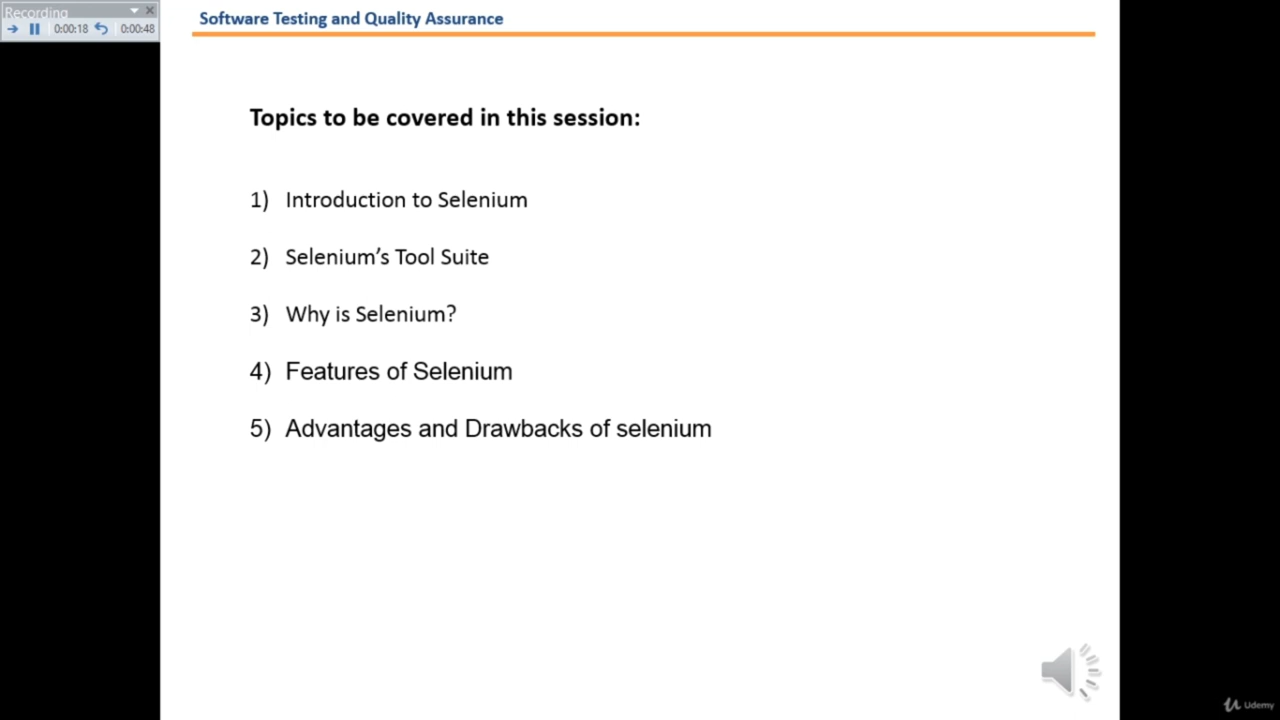 Recording
0:00:18 0:00:48
Software Testing and Quality Assurance
Topics to be covered in this session:
1) Introduction to Selenium
2) Selenium’s Tool Suite
3) Why is Selenium?
4) Features of Selenium
5) Advantages and Drawbacks of selenium
Udemy